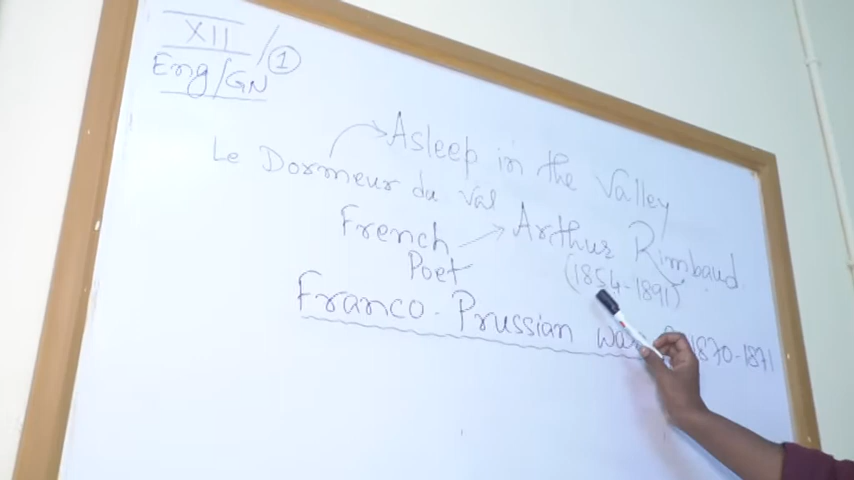 XII / 1
Eng/GN
Asleep in the Valley
Le Dormeur du val
French Poet
Arthur Rimbaud
(1854-1891)
Franco-Prussian 1870-1871